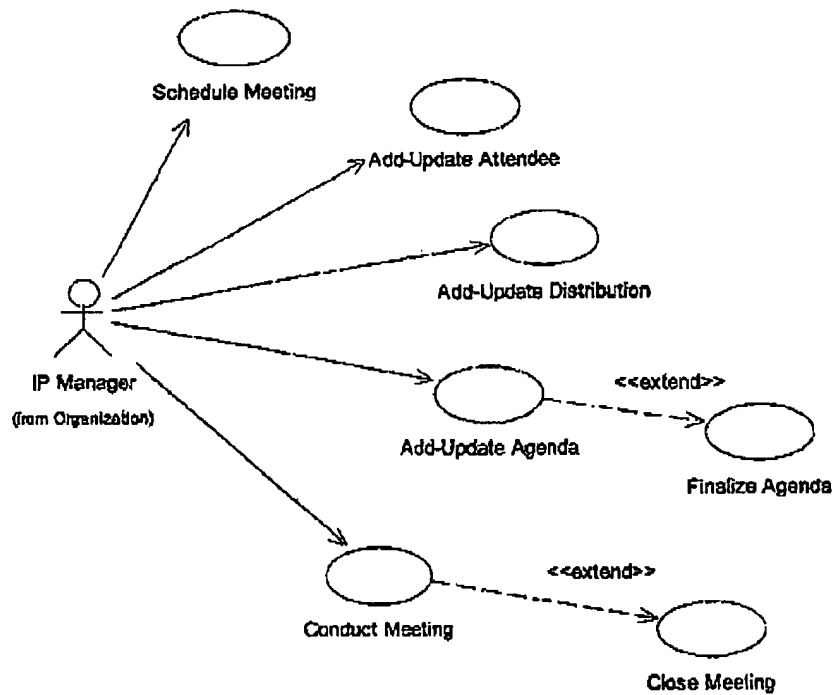 Schedule Meeting
Add-Update Attendee
Add-Update Distribution
IP Manager
(from Organization)
<<extend>>
Add-Update Agenda
Finalize Agenda
<<extend>>
Conduct Meeting
Close Meeting